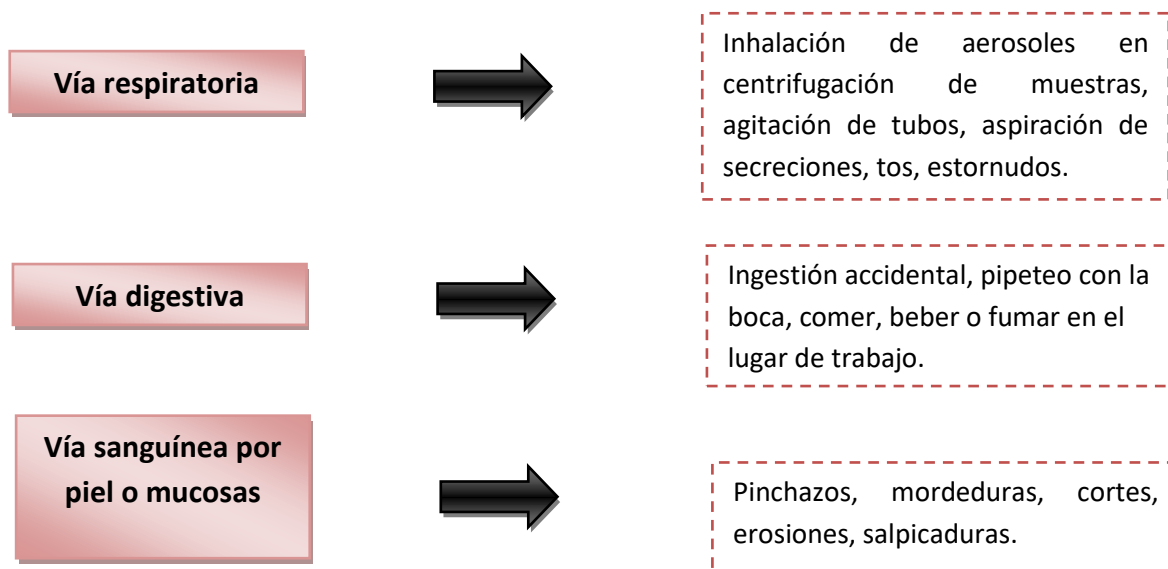 Vía respiratoria
Inhalación de aerosoles en
centrifugación de muestras,
agitación de tubos, aspiración de
secreciones, tos, estornudos.
Vía digestiva
Ingestión accidental, pipeteo con la
boca, comer, beber o fumar en el
lugar de trabajo.
Vía sanguínea por
piel o mucosas
Pinchazos, mordeduras, cortes,
erosiones, salpicaduras.